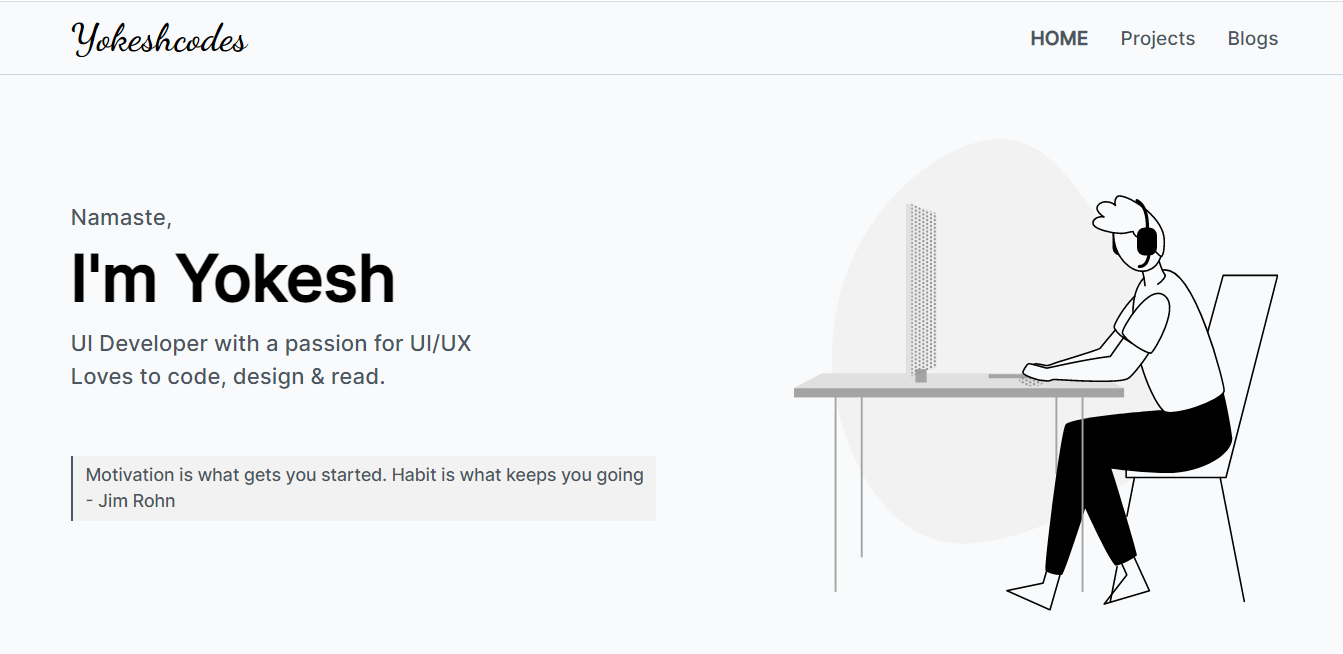 Yokeshcodes
HOME Projects Blogs
Namaste,
I'm Yokesh
UI Developer with a passion for UI/UX
Loves to code, design & read.
Motivation is what gets you started. Habit is what keeps you going
- Jim Rohn